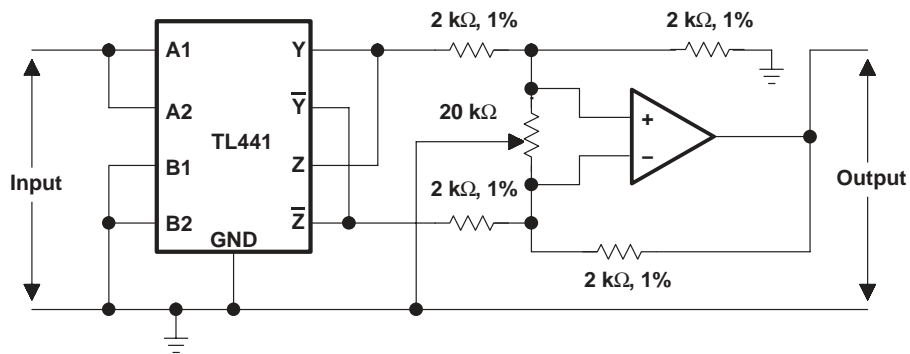 2 kΩ, 1%
2 kΩ, 1%
A1
Y
A2
Y̅
20 kΩ
+
TL441
B1
Z
−
Input
2 kΩ, 1%
Output
B2
Z̅
GND
2 kΩ, 1%